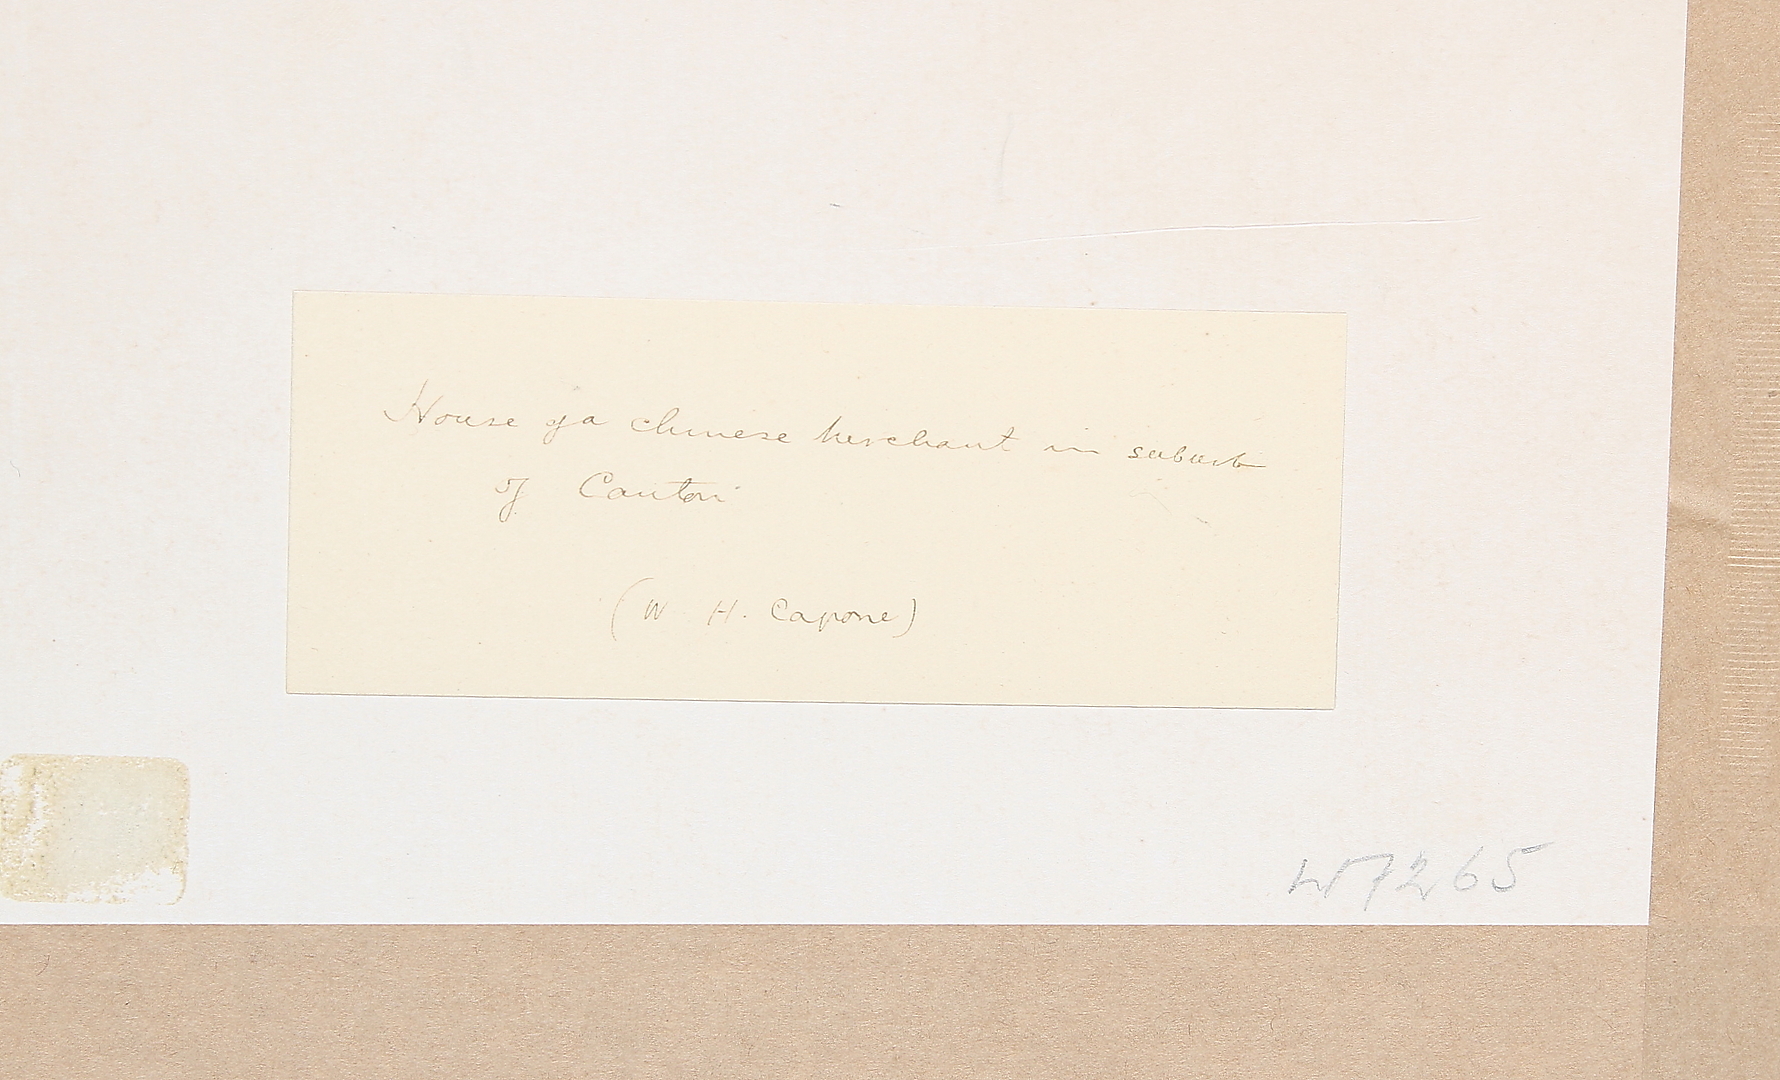 House of a chinese merchant in suburb
of Canton
(W H. Capone)
W7265